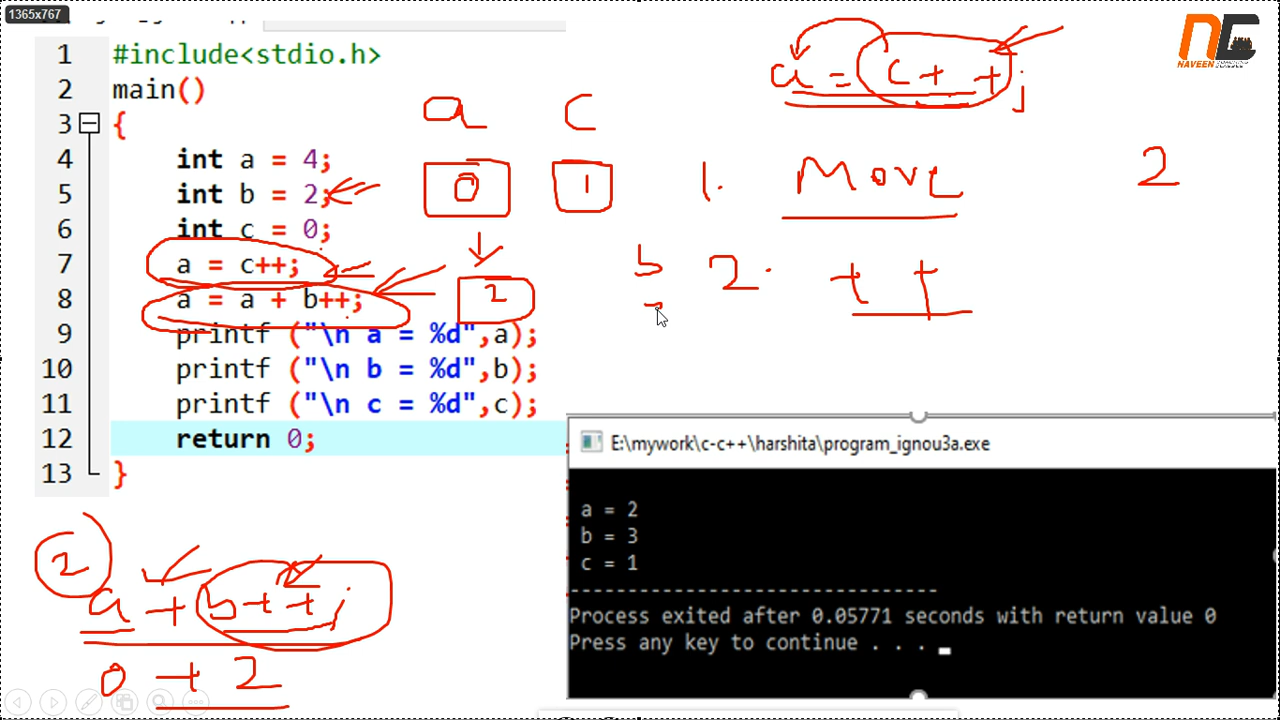 1365x767
1 #include<stdio.h>
2 main()
3 {
4 int a = 4;
5 int b = 2;
6 int c = 0;
7 a = c++;
8 a = a + b++;
9 printf ("\n a = %d",a);
10 printf ("\n b = %d",b);
11 printf ("\n c = %d",c);
12 return 0;
13 }
a = c++;
a c
0 1
1. Move 2
b 2. ++
2
2
a + b++;
0 + 2
NC
NAVEEN
E:\mywork\c-c++\harshita\program_ignou3a.exe
a = 2
b = 3
c = 1
--------------------------------
Process exited after 0.05771 seconds with return value 0
Press any key to continue . . .